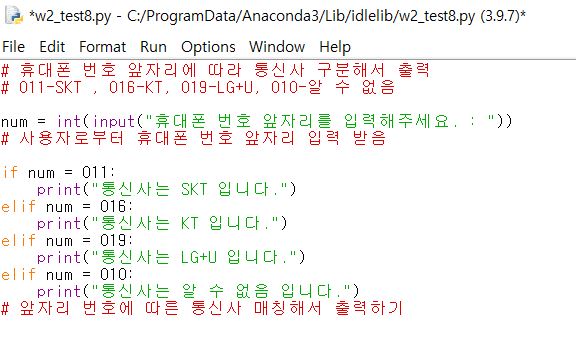 *w2_test8.py - C:/ProgramData/Anaconda3/Lib/idlelib/w2_test8.py (3.9.7)*
File Edit Format Run Options Window Help
# 휴대폰 번호 앞자리에 따라 통신사 구분해서 출력
# 011-SKT , 016-KT, 019-LG+U, 010-알 수 없음
num = int(input("휴대폰 번호 앞자리를 입력해주세요. : "))
# 사용자로부터 휴대폰 번호 앞자리 입력 받음
if num = 011:
    print("통신사는 SKT 입니다.")
elif num = 016:
    print("통신사는 KT 입니다.")
elif num = 019:
    print("통신사는 LG+U 입니다.")
elif num = 010:
    print("통신사는 알 수 없음 입니다.")
# 앞자리 번호에 따른 통신사 매칭해서 출력하기